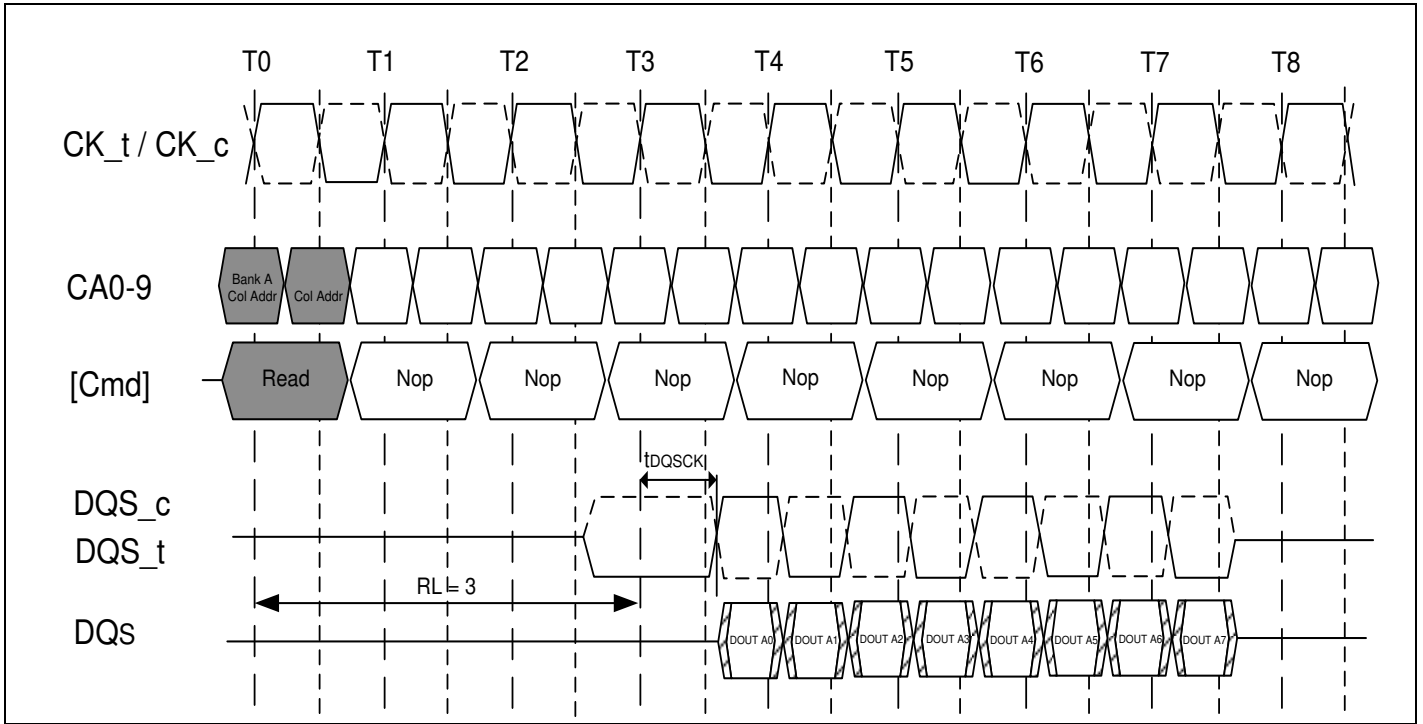 T0 T1 T2 T3 T4 T5 T6 T7 T8
CK_t / CK_c
CA0-9
Bank A
Col Addr
Col Addr
[Cmd]
Read Nop Nop Nop Nop Nop Nop Nop Nop
tDQSCK
DQS_c
DQS_t
RL = 3
DQs
DOUT A0 DOUT A1 DOUT A2 DOUT A3 DOUT A4 DOUT A5 DOUT A6 DOUT A7